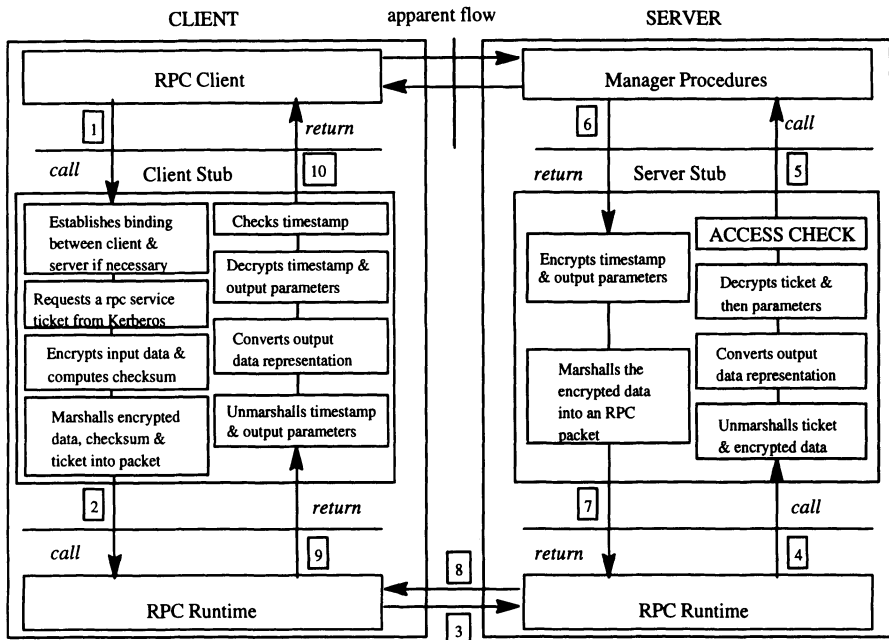 CLIENT
apparent flow
SERVER
RPC Client
Manager Procedures
1
return
6
call
call
Client Stub
10
return
Server Stub
5
Establishes binding
between client &
server if necessary
Requests a rpc service
ticket from Kerberos
Encrypts input data &
computes checksum
Marshalls encrypted
data, checksum &
ticket into packet
Checks timestamp
Decrypts timestamp &
output parameters
Converts output
data representation
Unmarshalls timestamp
& output parameters
Encrypts timestamp
& output parameters
Marshalls the
encrypted data
into an RPC
packet
ACCESS CHECK
Decrypts ticket &
then parameters
Converts output
data representation
Unmarshalls ticket
& encrypted data
2
return
7
call
call
9
return
4
8
RPC Runtime
RPC Runtime
3